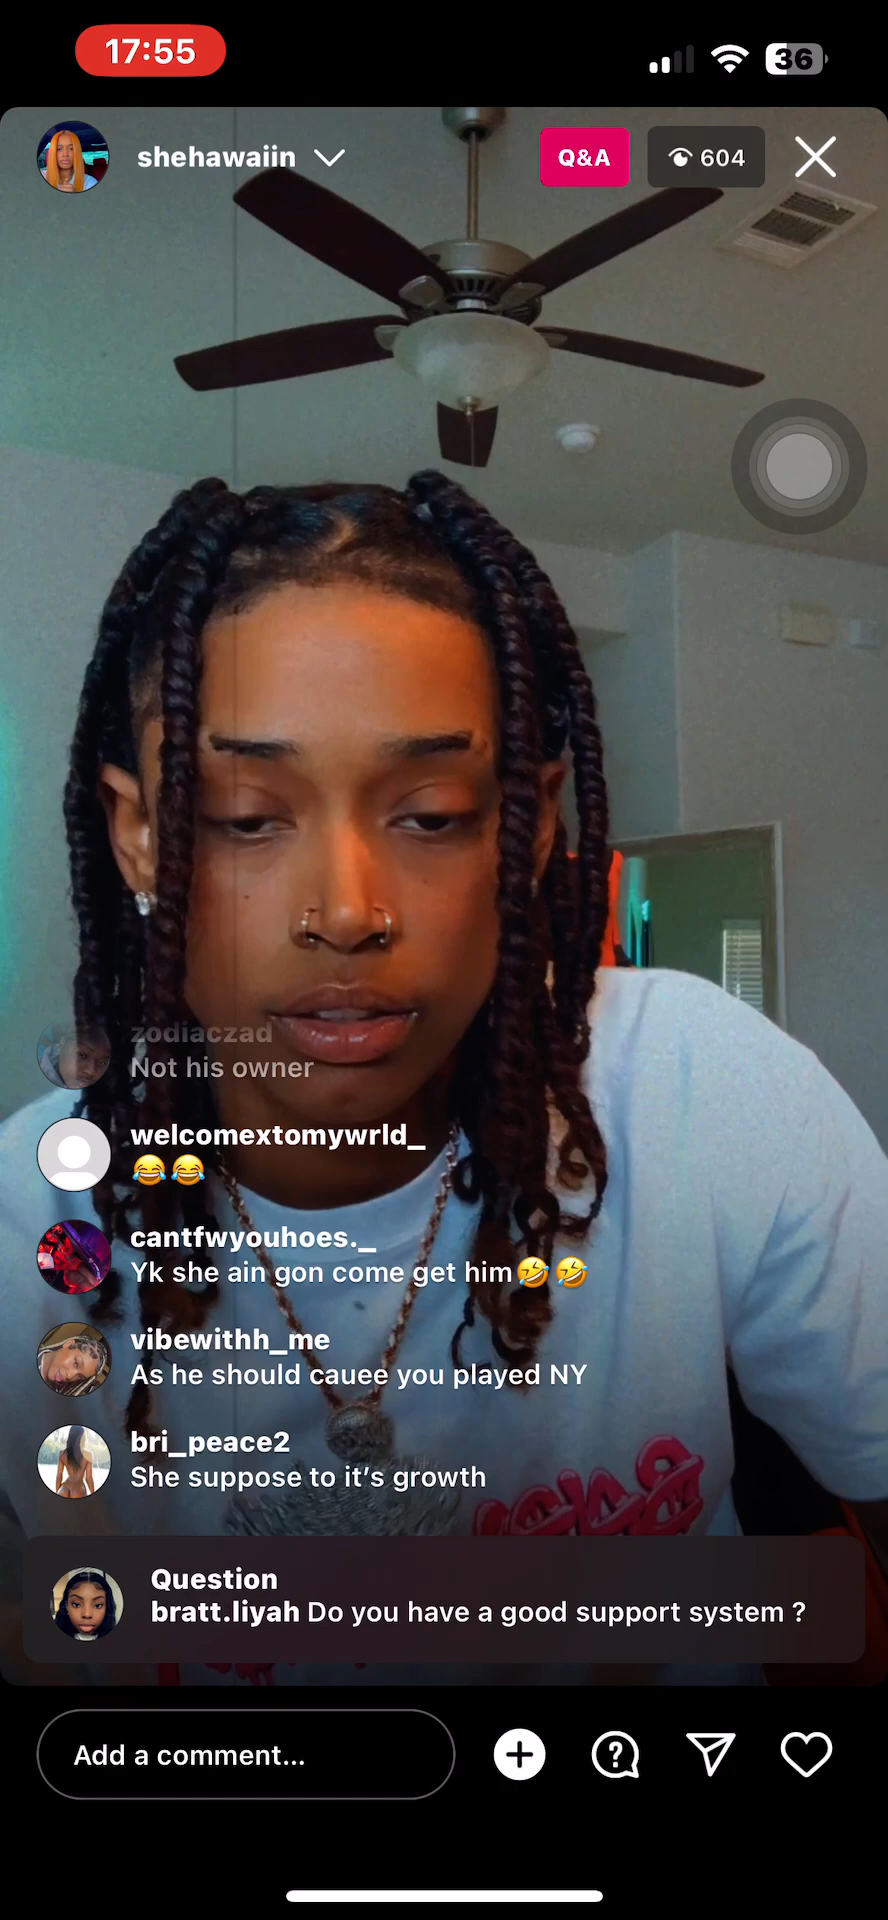 17:55
36
shehawaiin
Q&A
604
zodiaczad
Not his owner
welcomextomywrld_
😂😂
cantfwyouhoes._
Yk she ain gon come get him🤣🤣
vibewithh_me
As he should cauee you played NY
bri_peace2
She suppose to it’s growth
Question
bratt.liyah Do you have a good support system ?
Add a comment...